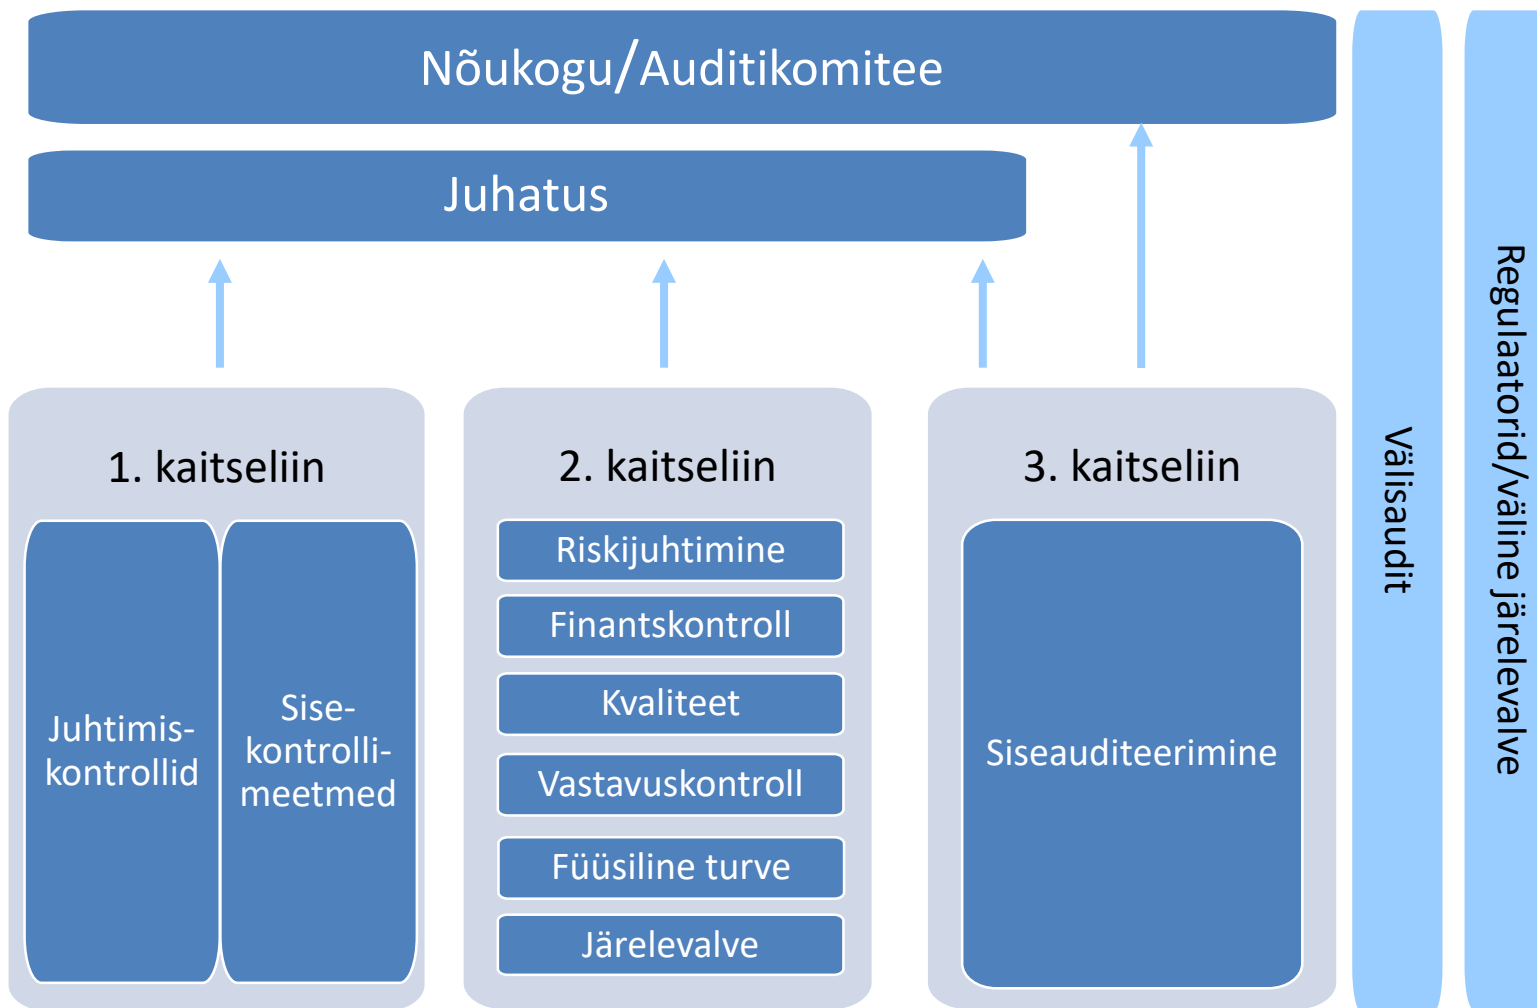 Nõukogu/Auditikomitee
Juhatus
1. kaitseliin
Juhtimis-
kontrollid
Sise-
kontrolli-
meetmed
2. kaitseliin
Riskijuhtimine
Finantskontroll
Kvaliteet
Vastavuskontroll
Füüsiline turve
Järelevalve
3. kaitseliin
Siseauditeerimine
Välisaudit
Regulaatorid/väline järelevalve